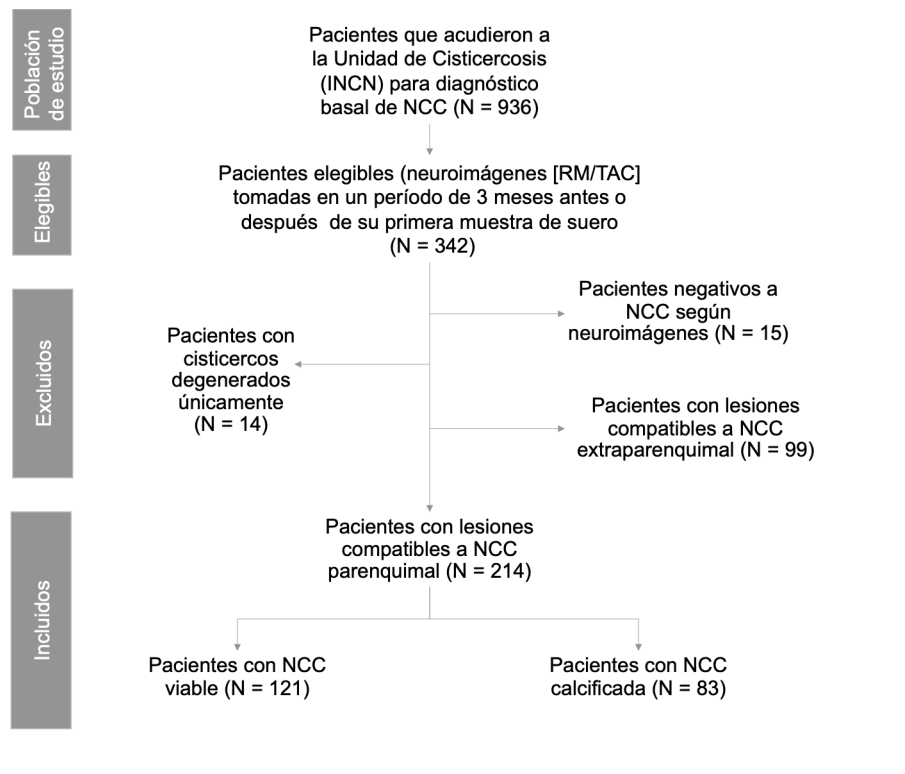 Población
de estudio
Pacientes que acudieron a
la Unidad de Cisticercosis
(INCN) para diagnóstico
basal de NCC (N = 936)
Elegibles
Pacientes elegibles (neuroimágenes [RM/TAC]
tomadas en un período de 3 meses antes o
después de su primera muestra de suero
(N = 342)
Excluidos
Pacientes negativos a
NCC según
neuroimágenes (N = 15)
Pacientes con
cisticercos
degenerados
únicamente
(N = 14)
Pacientes con lesiones
compatibles a NCC
extraparenquimal (N = 99)
Incluidos
Pacientes con lesiones
compatibles a NCC
parenquimal (N = 214)
Pacientes con NCC
viable (N = 121)
Pacientes con NCC
calcificada (N = 83)